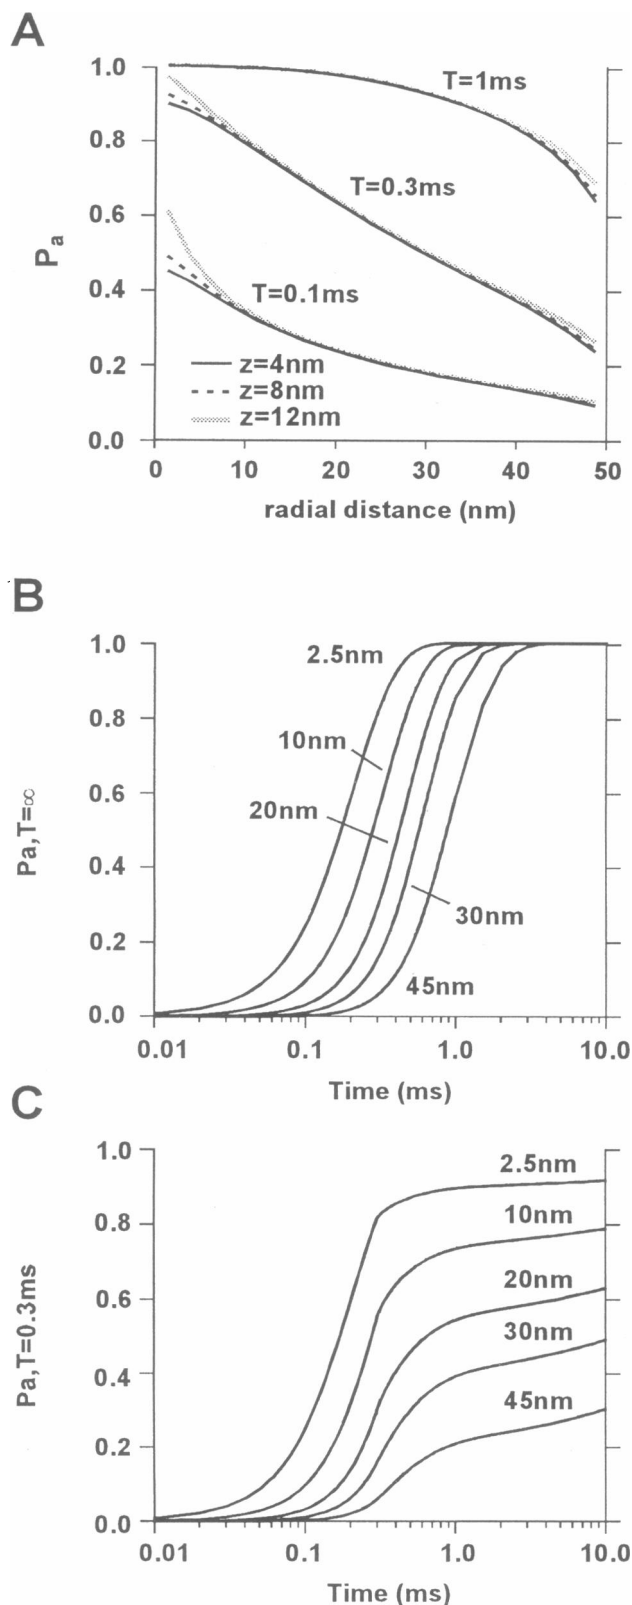 A
1.0
0.8
0.6
0.4
0.2
0.0
P a
T=1ms
T=0.3ms
T=0.1ms
z=4nm
z=8nm
z=12nm
0 10 20 30 40 50
radial distance (nm)
B
1.0
0.8
0.6
0.4
0.2
0.0
Pa,T=∞
2.5nm
10nm
20nm
30nm
45nm
0.01 0.1 1.0 10.0
Time (ms)
C
1.0
0.8
0.6
0.4
0.2
0.0
Pa,T=0.3ms
2.5nm
10nm
20nm
30nm
45nm
0.01 0.1 1.0 10.0
Time (ms)